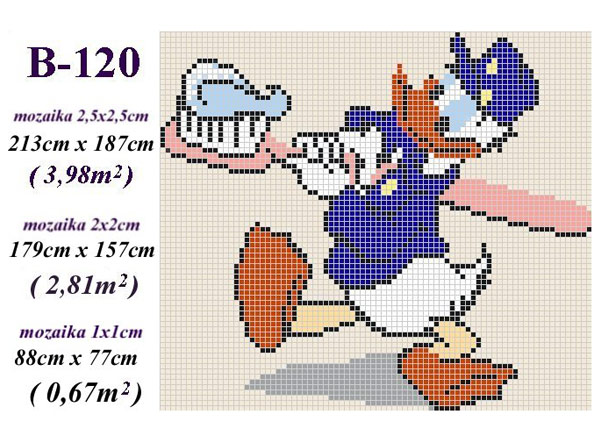 B-120
mozaika 2,5x2,5cm
213cm x 187cm
( 3,98m²)
mozaika 2x2cm
179cm x 157cm
( 2,81m²)
mozaika 1x1cm
88cm x 77cm
( 0,67m²)